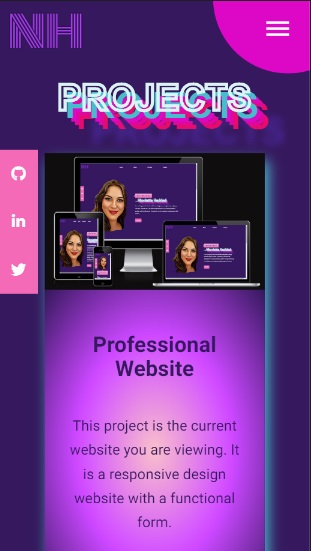 NH
PROJECTS
Professional
Website
This project is the current
website you are viewing. It
is a responsive design
website with a functional
form.